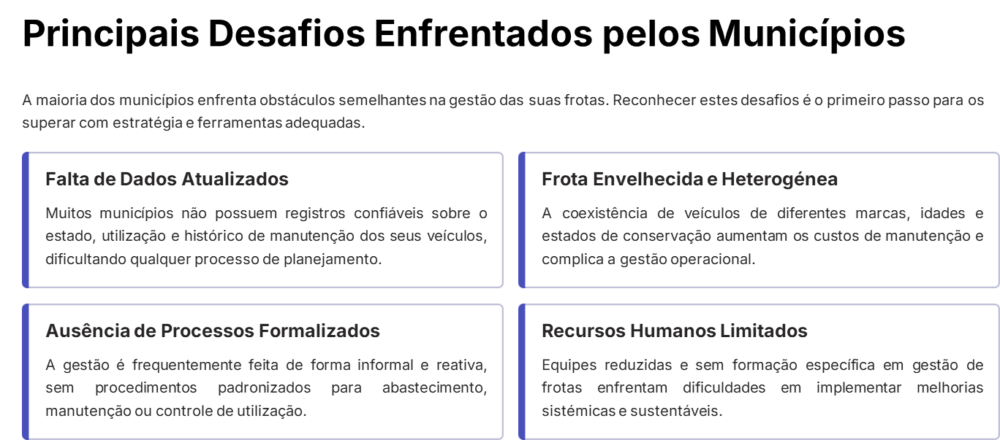 Principais Desafios Enfrentados pelos Municípios
A maioria dos municípios enfrenta obstáculos semelhantes na gestão das suas frotas. Reconhecer estes desafios é o primeiro passo para os
superar com estratégia e ferramentas adequadas.
Falta de Dados Atualizados
Muitos municípios não possuem registros confiáveis sobre o
estado, utilização e histórico de manutenção dos seus veículos,
dificultando qualquer processo de planejamento.
Frota Envelhecida e Heterogénea
A coexistência de veículos de diferentes marcas, idades e
estados de conservação aumentam os custos de manutenção e
complica a gestão operacional.
Ausência de Processos Formalizados
A gestão é frequentemente feita de forma informal e reativa,
sem procedimentos padronizados para abastecimento,
manutenção ou controle de utilização.
Recursos Humanos Limitados
Equipes reduzidas e sem formação específica em gestão de
frotas enfrentam dificuldades em implementar melhorias
sistémicas e sustentáveis.